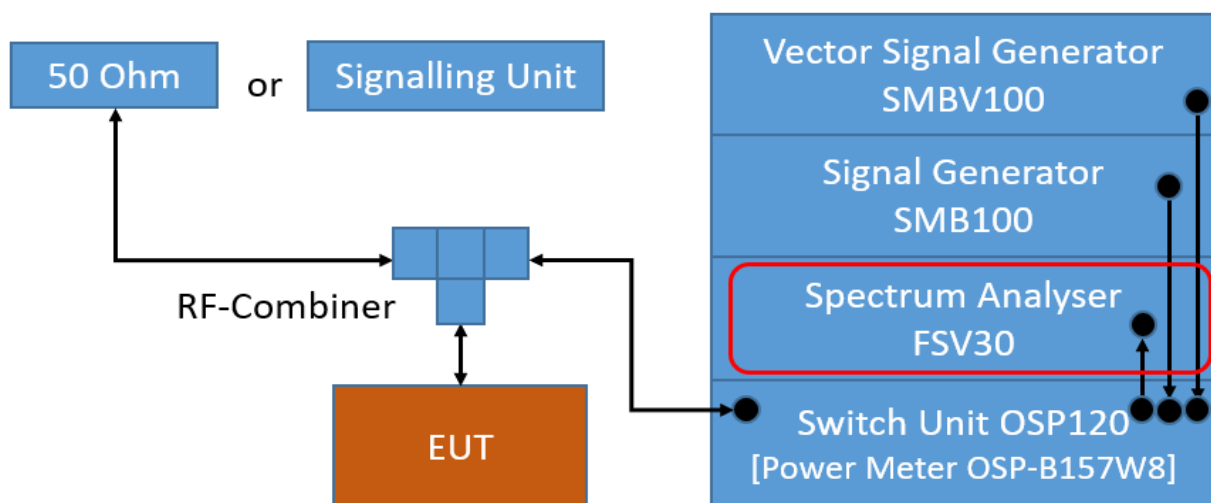 50 Ohm
or
Signalling Unit
RF-Combiner
EUT
Vector Signal Generator
SMBV100
Signal Generator
SMB100
Spectrum Analyser
FSV30
Switch Unit OSP120
[Power Meter OSP-B157W8]